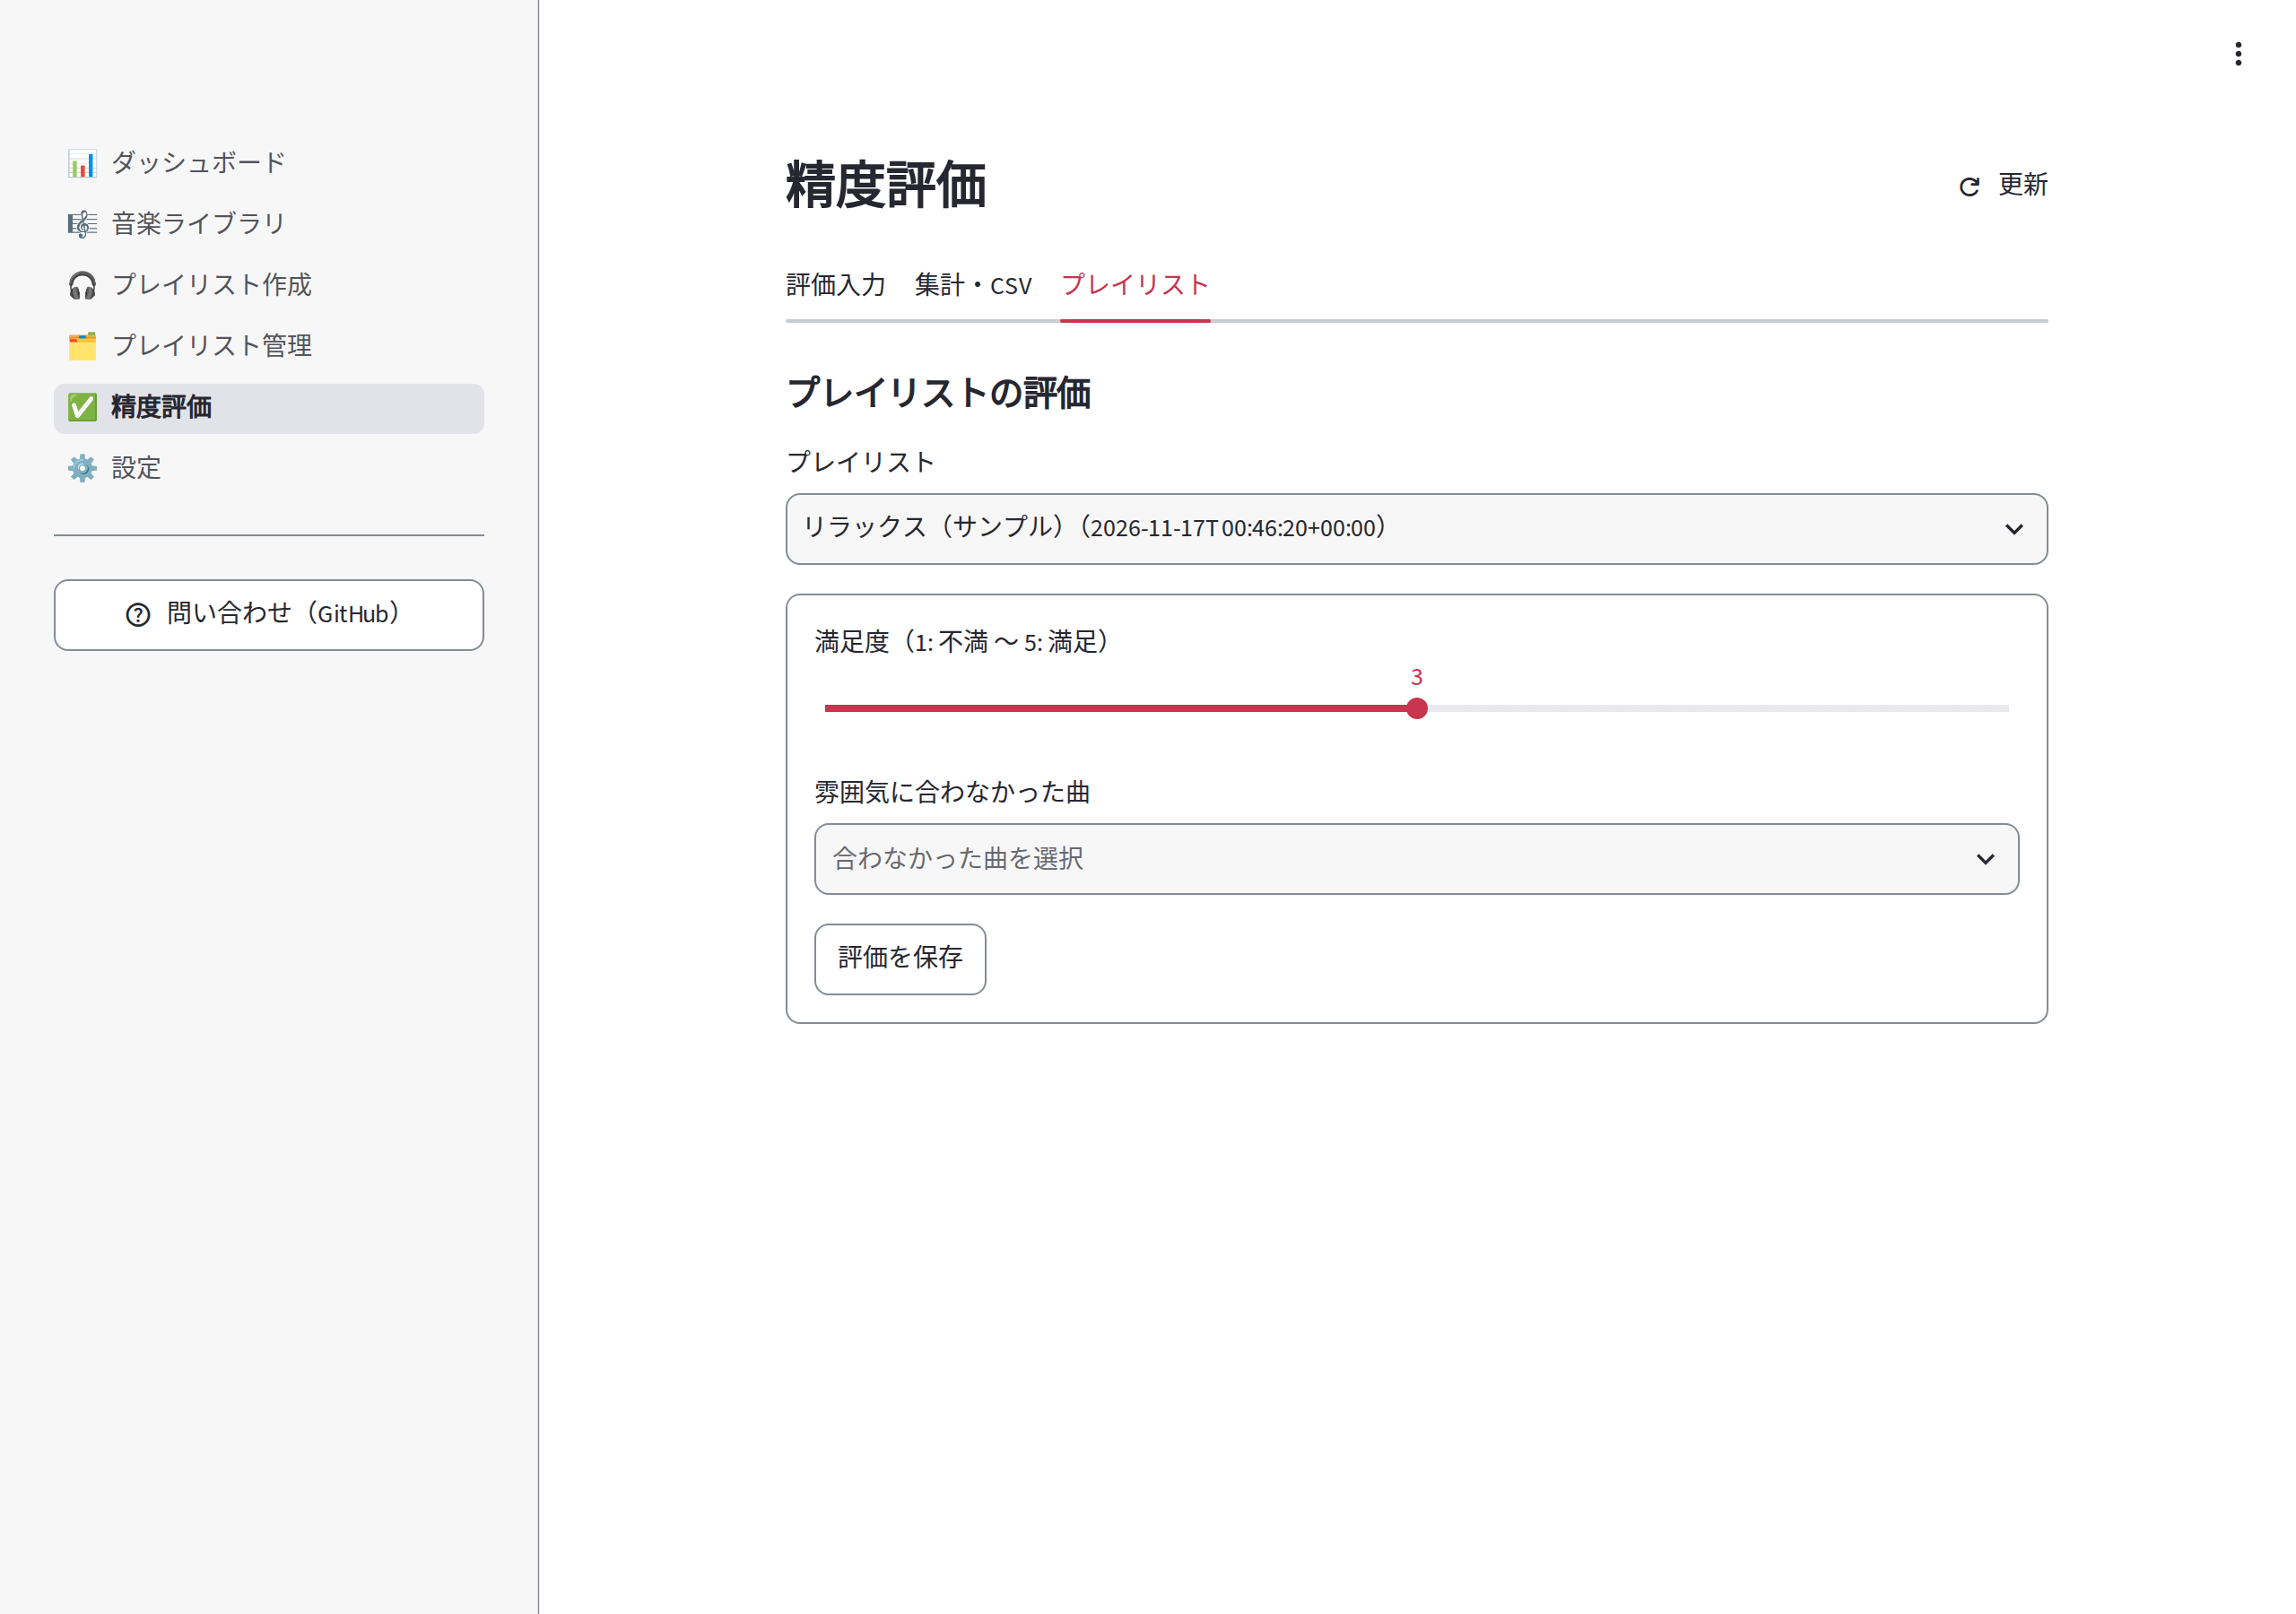 ダッシュボード
音楽ライブラリ
プレイリスト作成
プレイリスト管理
精度評価
設定
問い合わせ（GitHub）
精度評価
更新
評価入力 集計・CSV プレイリスト
プレイリストの評価
プレイリスト
リラックス（サンプル）（2026-11-17T00:46:20+00:00）
満足度（1: 不満 〜 5: 満足）
3
雰囲気に合わなかった曲
合わなかった曲を選択
評価を保存